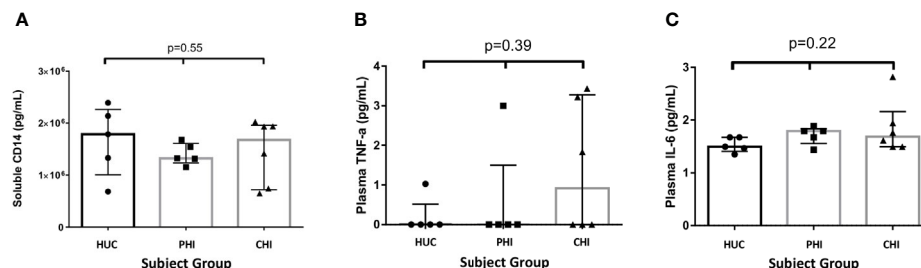 A
p=0.55
3×10⁶
2×10⁶
1×10⁶
0
Soluble CD14 (pg/mL)
HUC PHI CHI
Subject Group
B
p=0.39
4
3
2
1
0
Plasma TNF-a (pg/mL)
HUC PHI CHI
Subject Group
C
p=0.22
3
2
1
0
Plasma IL-6 (pg/mL)
HUC PHI CHI
Subject Group